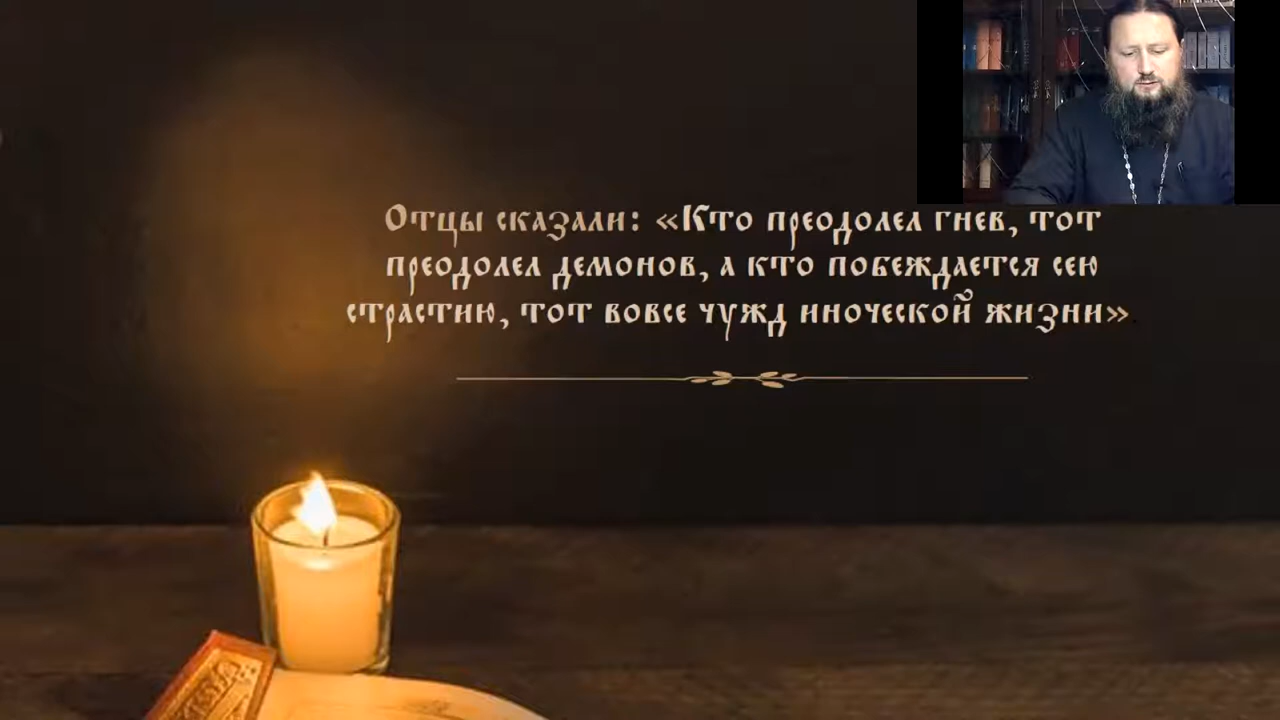 Отцы сказали: «Кто преодолел гнев, тот
преодолел демонов, а кто побеждается сею
страстию, тот вовсе чужд иноческой жизни»